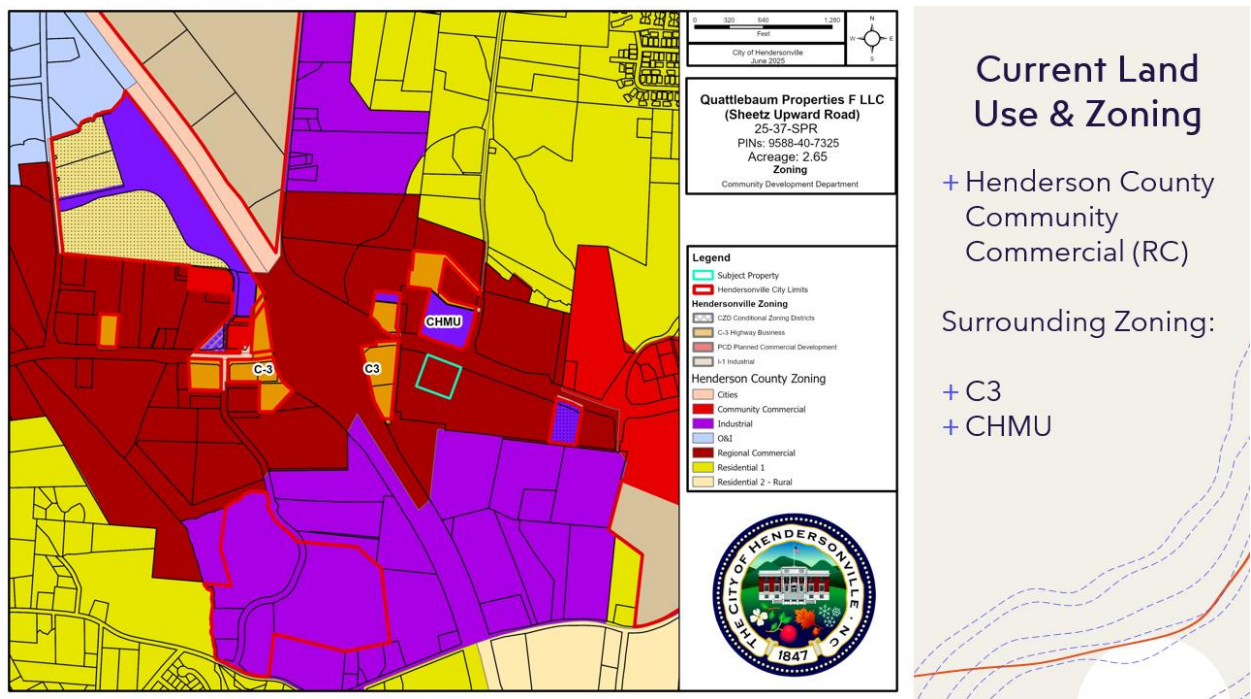 0 320 640 1,280
Feet
City of Hendersonville
June 2025
N
W E
S
Quattlebaum Properties F LLC
(Sheetz Upward Road)
25-37-SPR
PINs: 9588-40-7325
Acreage: 2.65
Zoning
Community Development Department
Legend
Subject Property
Hendersonville City Limits
Hendersonville Zoning
CZD Conditional Zoning Districts
C-3 Highway Business
PCD Planned Commercial Development
I-1 Industrial
Henderson County Zoning
Cities
Community Commercial
Industrial
O&I
Regional Commercial
Residential 1
Residential 2 - Rural
CHMU
C-3
C3
THE CITY OF HENDERSONVILLE · NC
1847
Current Land
Use & Zoning
+ Henderson County
Community
Commercial (RC)
Surrounding Zoning:
+ C3
+ CHMU